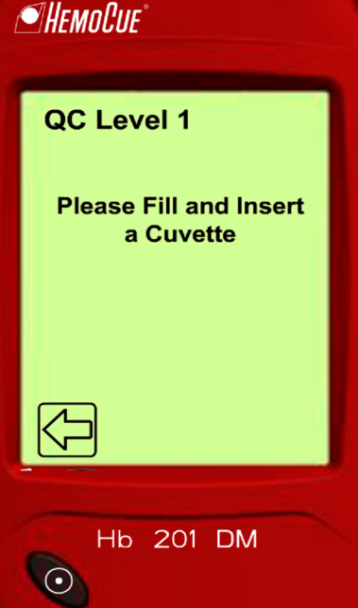 HemoCue®
QC Level 1
Please Fill and Insert
a Cuvette
Hb 201 DM